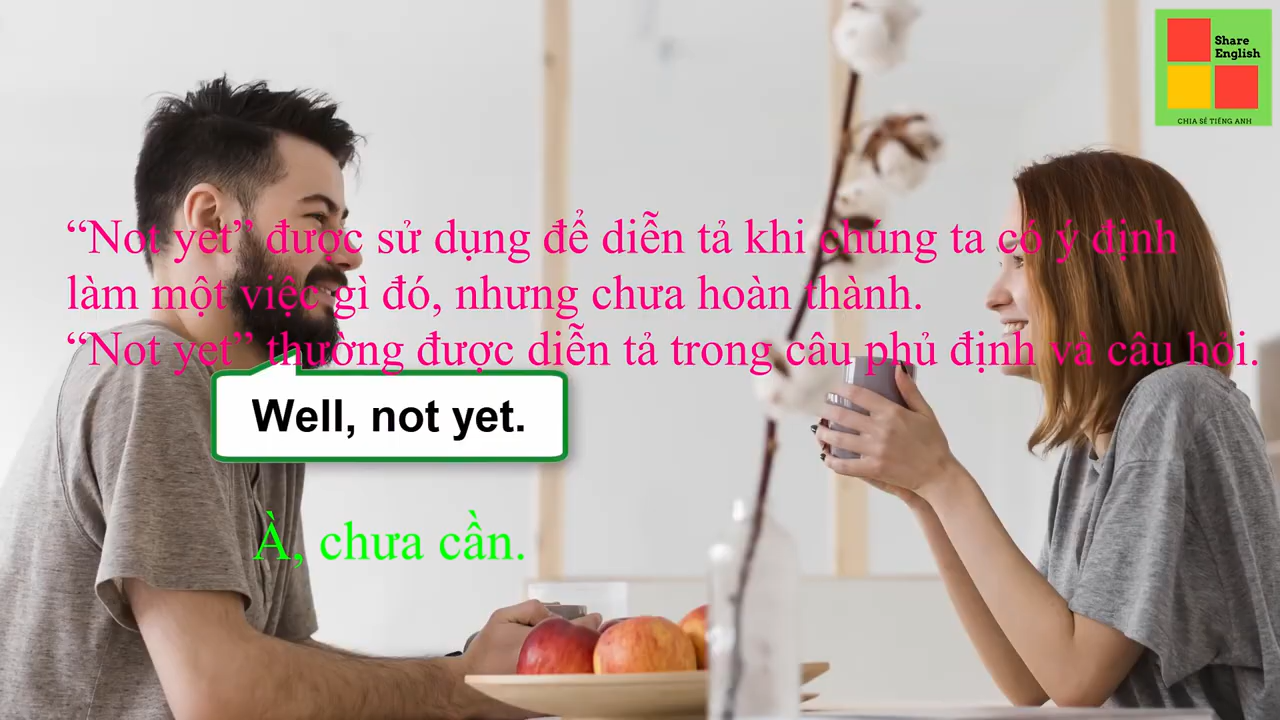 Share
English
CHIA SẺ TIẾNG ANH
“Not yet” được sử dụng để diễn tả khi chúng ta có ý định
làm một việc gì đó, nhưng chưa hoàn thành.
“Not yet” thường được diễn tả trong câu phủ định và câu hỏi.
Well, not yet.
À, chưa cần.